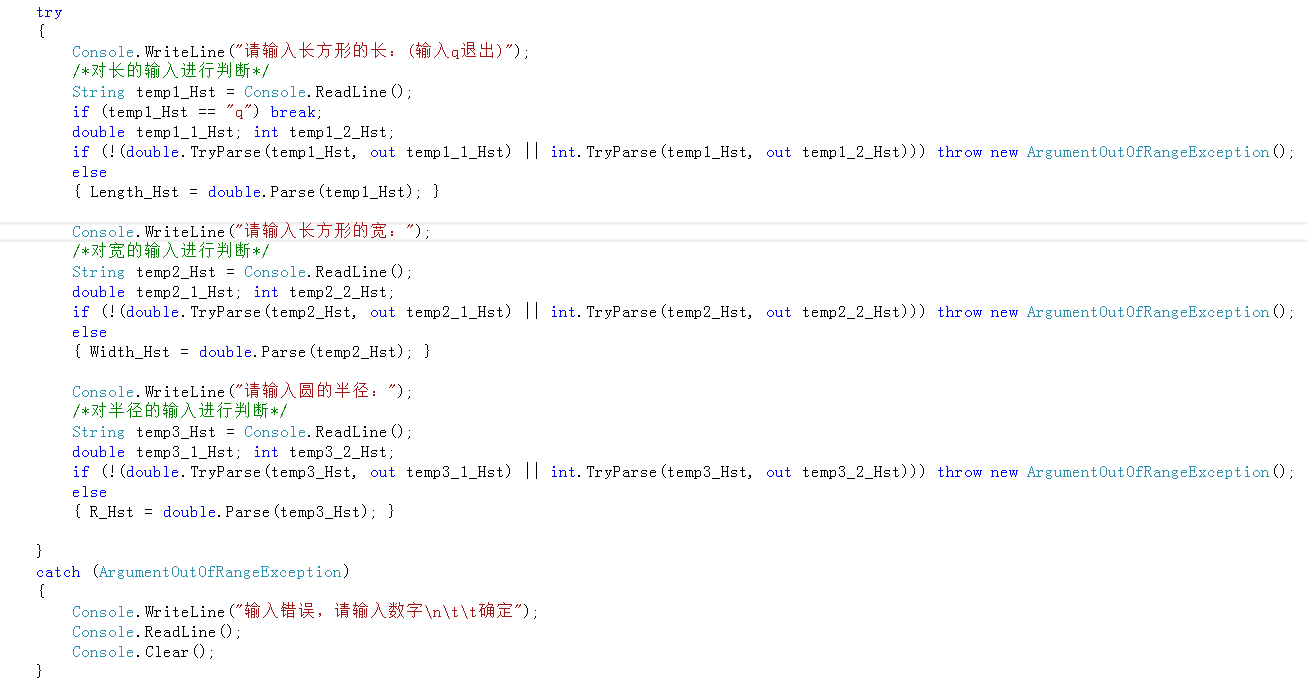 try
{
Console.WriteLine("请输入长方形的长：(输入q退出)");
/*对长的输入进行判断*/
String temp1_Hst = Console.ReadLine();
if (temp1_Hst == "q") break;
double temp1_1_Hst; int temp1_2_Hst;
if (!(double.TryParse(temp1_Hst, out temp1_1_Hst) || int.TryParse(temp1_Hst, out temp1_2_Hst))) throw new ArgumentOutOfRangeException();
else
{ Length_Hst = double.Parse(temp1_Hst); }
Console.WriteLine("请输入长方形的宽：");
/*对宽的输入进行判断*/
String temp2_Hst = Console.ReadLine();
double temp2_1_Hst; int temp2_2_Hst;
if (!(double.TryParse(temp2_Hst, out temp2_1_Hst) || int.TryParse(temp2_Hst, out temp2_2_Hst))) throw new ArgumentOutOfRangeException();
else
{ Width_Hst = double.Parse(temp2_Hst); }
Console.WriteLine("请输入圆的半径：");
/*对半径的输入进行判断*/
String temp3_Hst = Console.ReadLine();
double temp3_1_Hst; int temp3_2_Hst;
if (!(double.TryParse(temp3_Hst, out temp3_1_Hst) || int.TryParse(temp3_Hst, out temp3_2_Hst))) throw new ArgumentOutOfRangeException();
else
{ R_Hst = double.Parse(temp3_Hst); }
}
catch (ArgumentOutOfRangeException)
{
Console.WriteLine("输入错误，请输入数字\n\t\t确定");
Console.ReadLine();
Console.Clear();
}